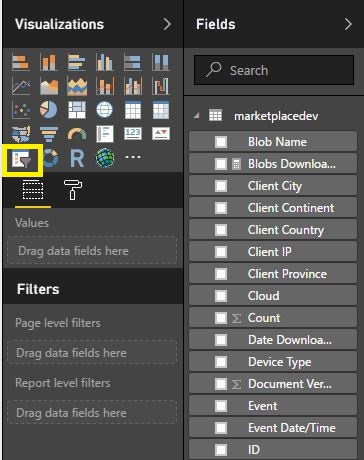 Visualizations
Fields
Search
marketplacedev
Blob Name
Blobs Downloa...
Client City
Client Continent
Client Country
Client IP
Client Province
Cloud
Count
Date Downloa...
Device Type
Document Ver...
Event
Event Date/Time
ID
123
R
...
Values
Drag data fields here
Filters
Page level filters
Drag data fields here
Report level filters
Drag data fields here